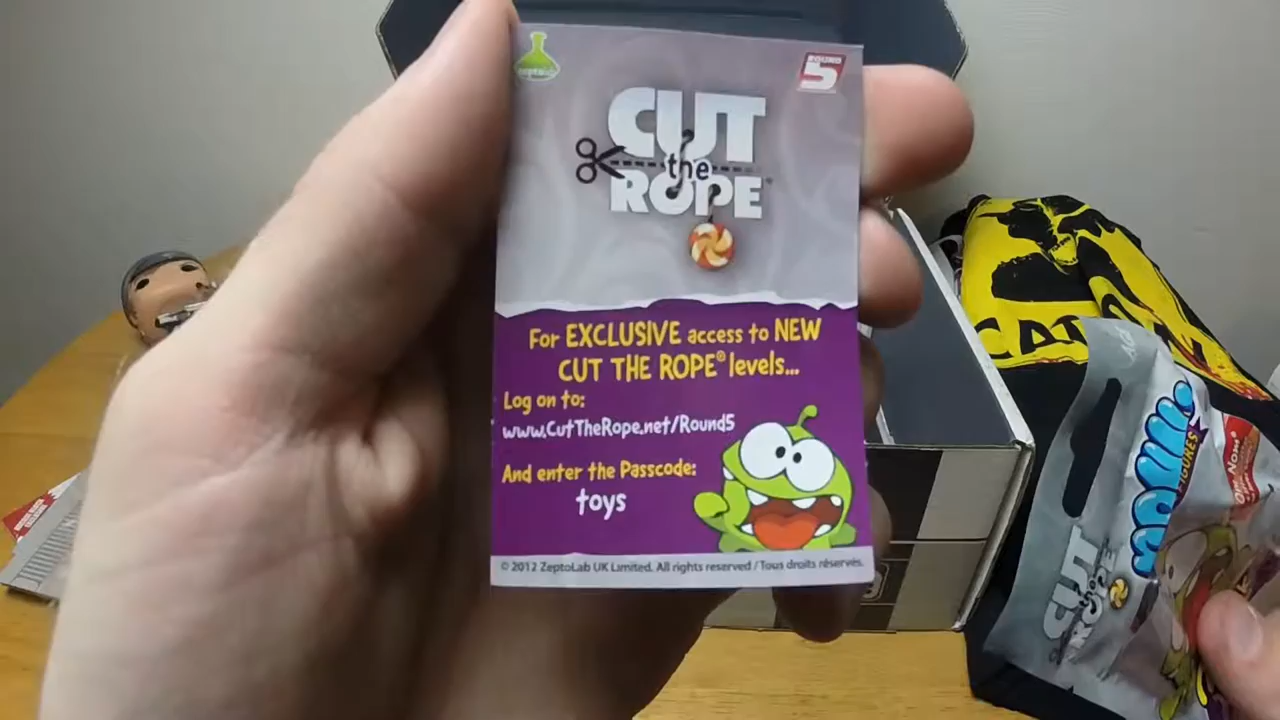 zeptolab
ROUND
5
CUT
the
ROPE
For EXCLUSIVE access to NEW
CUT THE ROPE® levels...
Log on to:
www.CutTheRope.net/Round5
And enter the Passcode:
toys
© 2012 ZeptoLab UK Limited. All rights reserved / Tous droits réservés.
CUT
the
ROPE
FIGURES